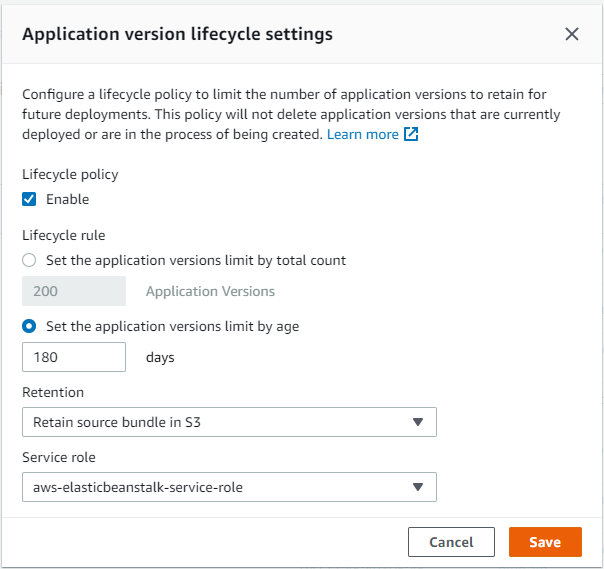 Application version lifecycle settings
Configure a lifecycle policy to limit the number of application versions to retain for
future deployments. This policy will not delete application versions that are currently
deployed or are in the process of being created. Learn more
Lifecycle policy
Enable
Lifecycle rule
Set the application versions limit by total count
200 Application Versions
Set the application versions limit by age
180 days
Retention
Retain source bundle in S3
Service role
aws-elasticbeanstalk-service-role
Cancel Save